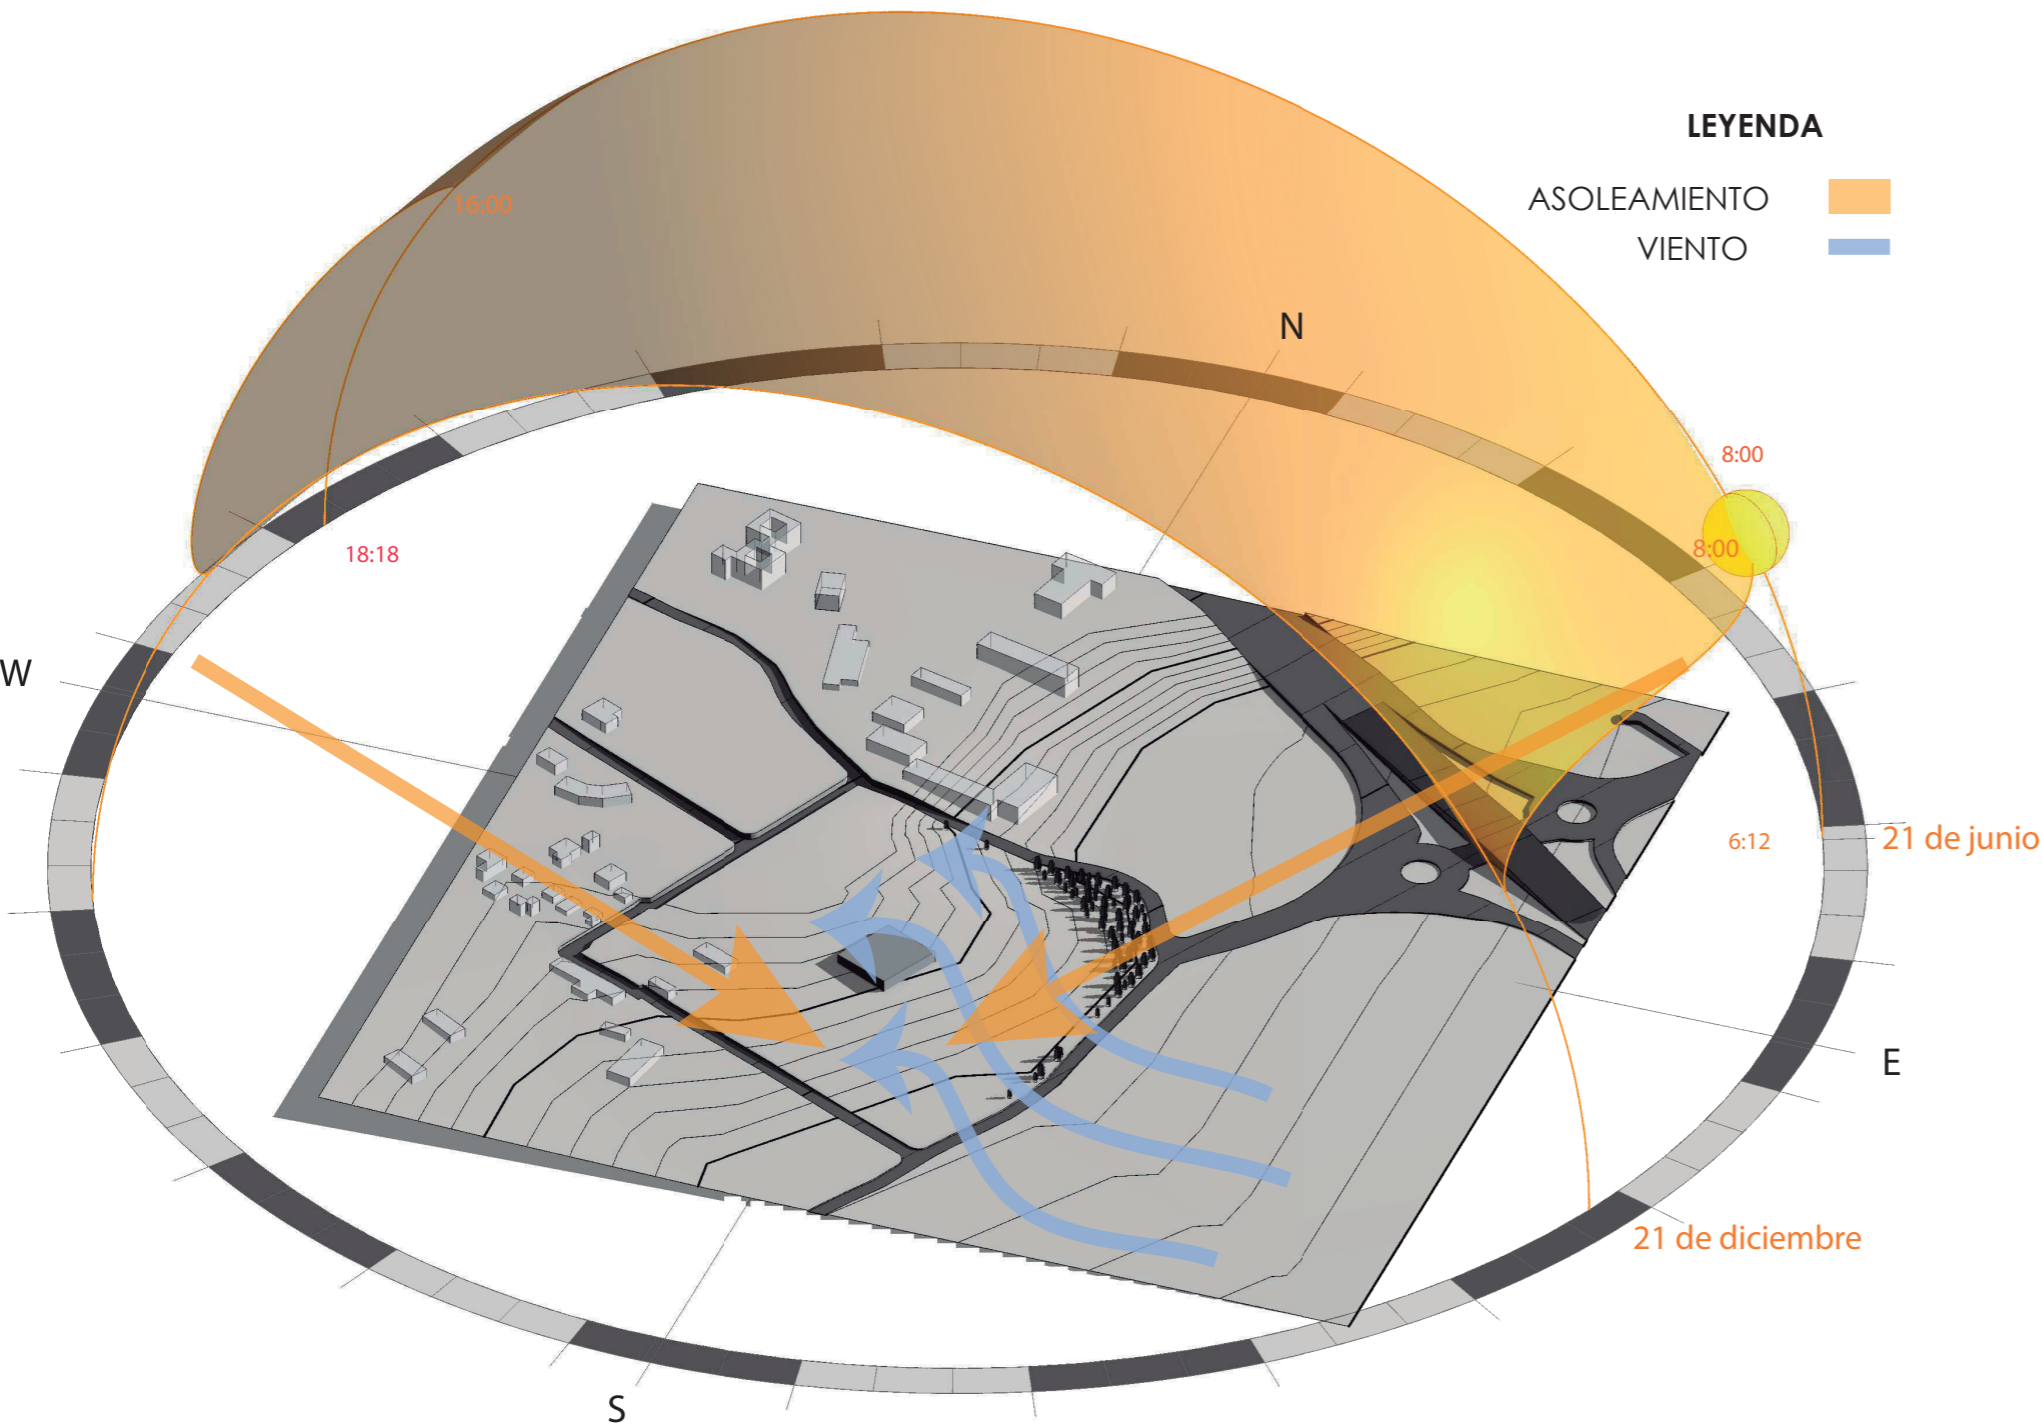 LEYENDA
ASOLEAMIENTO
VIENTO
16:00
N
8:00
8:00
18:18
W
6:12
21 de junio
E
21 de diciembre
S